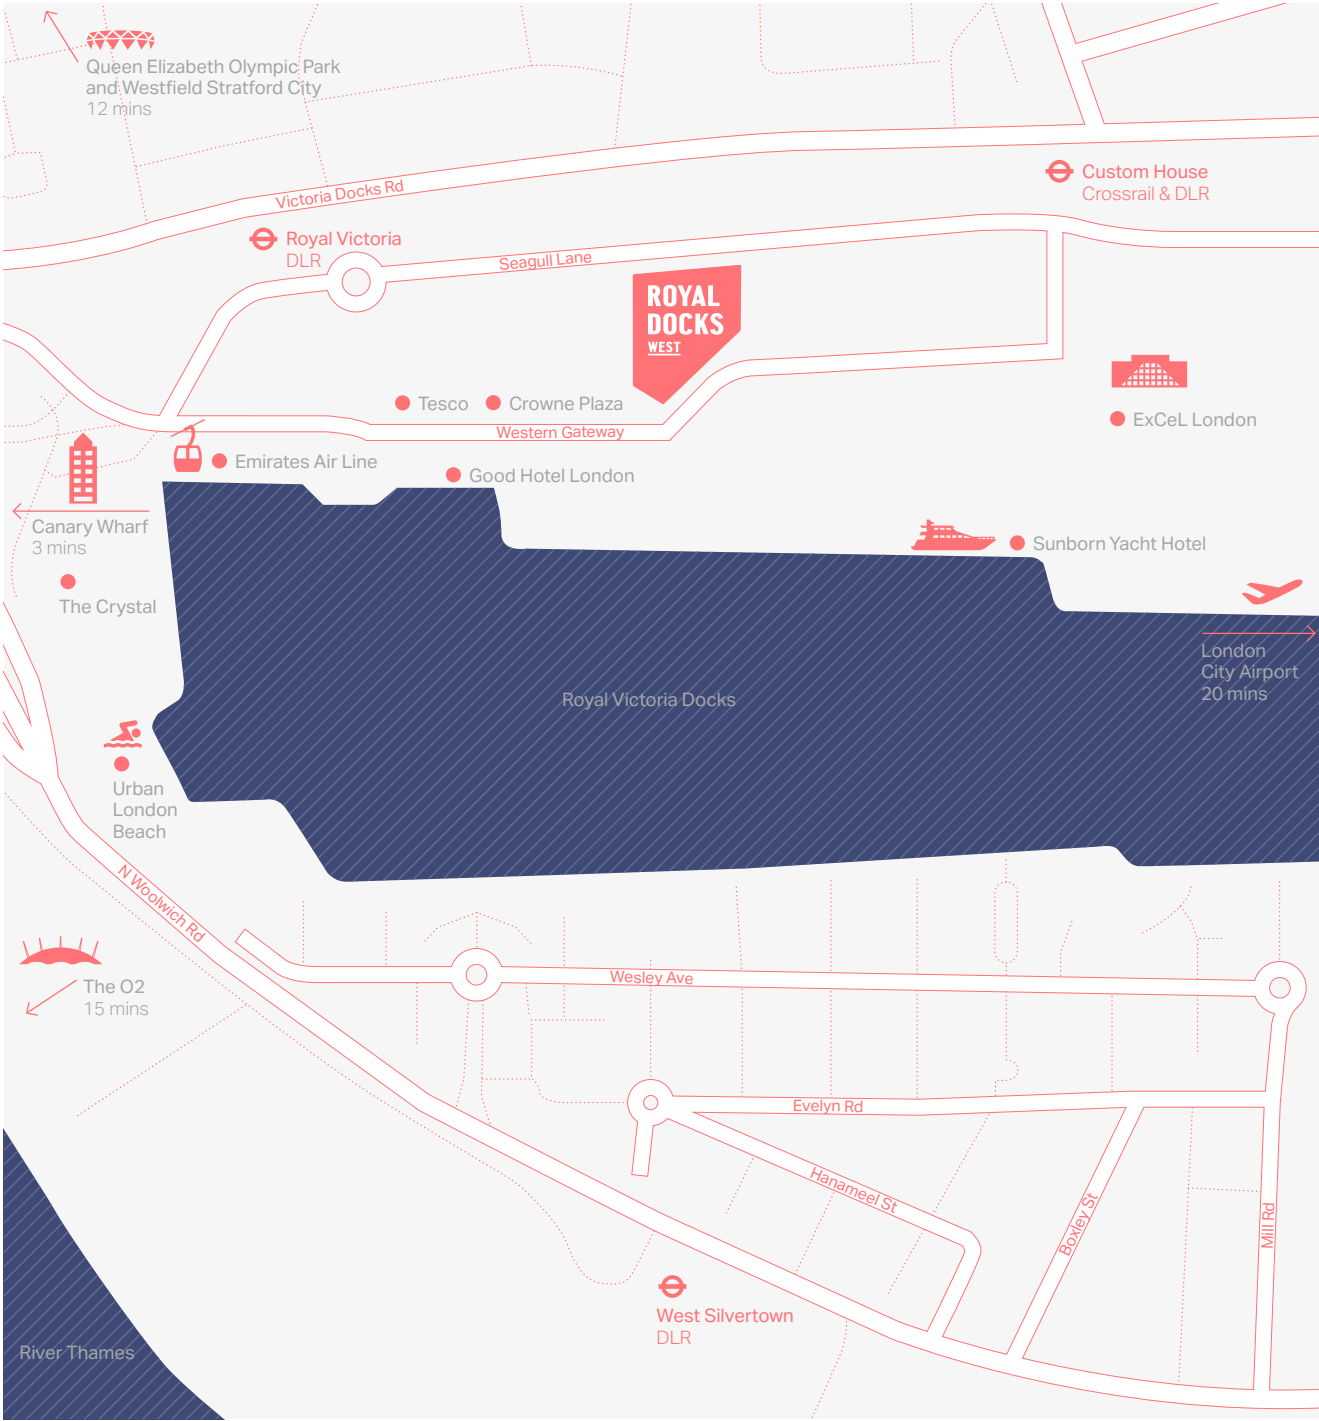 Queen Elizabeth Olympic Park
and Westfield Stratford City
12 mins
Victoria Docks Rd
Custom House
Crossrail & DLR
Royal Victoria
DLR
Seagull Lane
ROYAL
DOCKS
WEST
Tesco
Crowne Plaza
Western Gateway
ExCeL London
Emirates Air Line
Good Hotel London
Canary Wharf
3 mins
Sunborn Yacht Hotel
The Crystal
London
City Airport
20 mins
Royal Victoria Docks
Urban
London
Beach
N Woolwich Rd
The O2
15 mins
Wesley Ave
Evelyn Rd
Hanameel St
Boxley St
Mill Rd
West Silvertown
DLR
River Thames